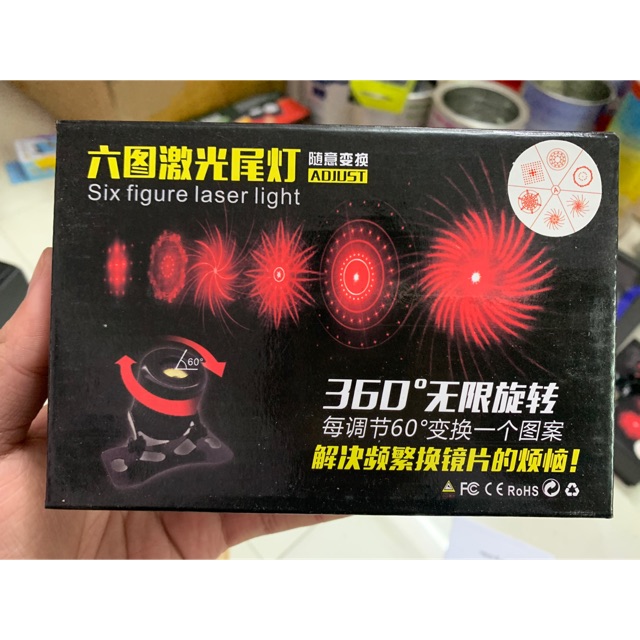 六图激光尾灯 随意变换
ADJUST
Six figure laser light
60°
360°无限旋转
每调节60°变换一个图案
解决频繁换镜片的烦恼!
FC CE RoHS